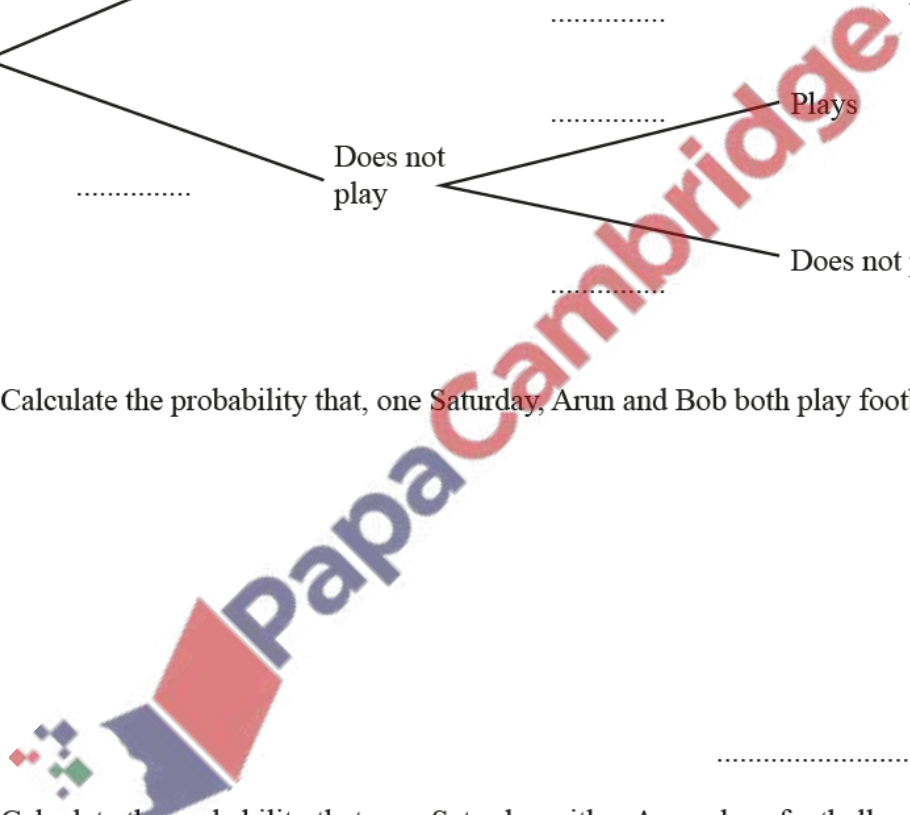 Plays
Does not
play
Does not
Calculate the probability that, one Saturday, Arun and Bob both play foot
PapaCambridge